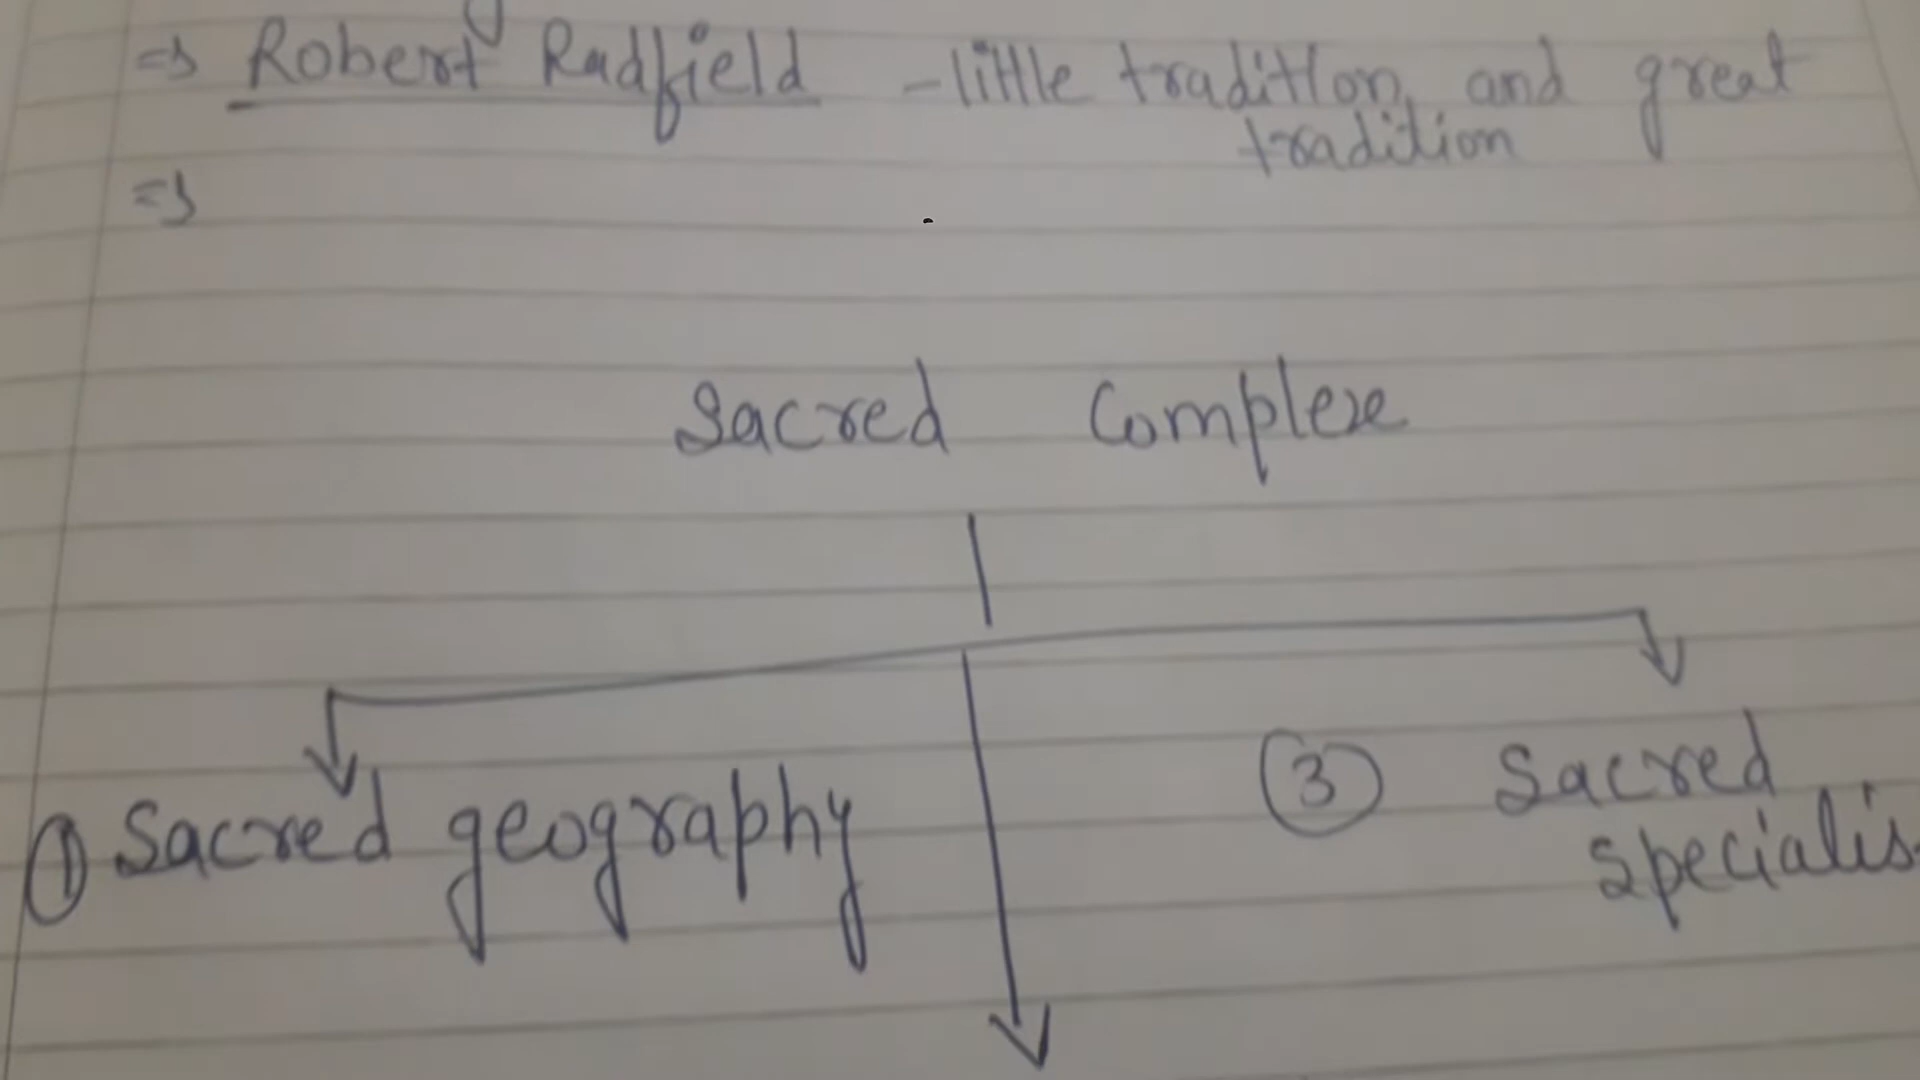 ⇒ Robert Radfield - little tradition and great
tradition
⇒
Sacred Complex
① Sacred geography
③ Sacred
specialis